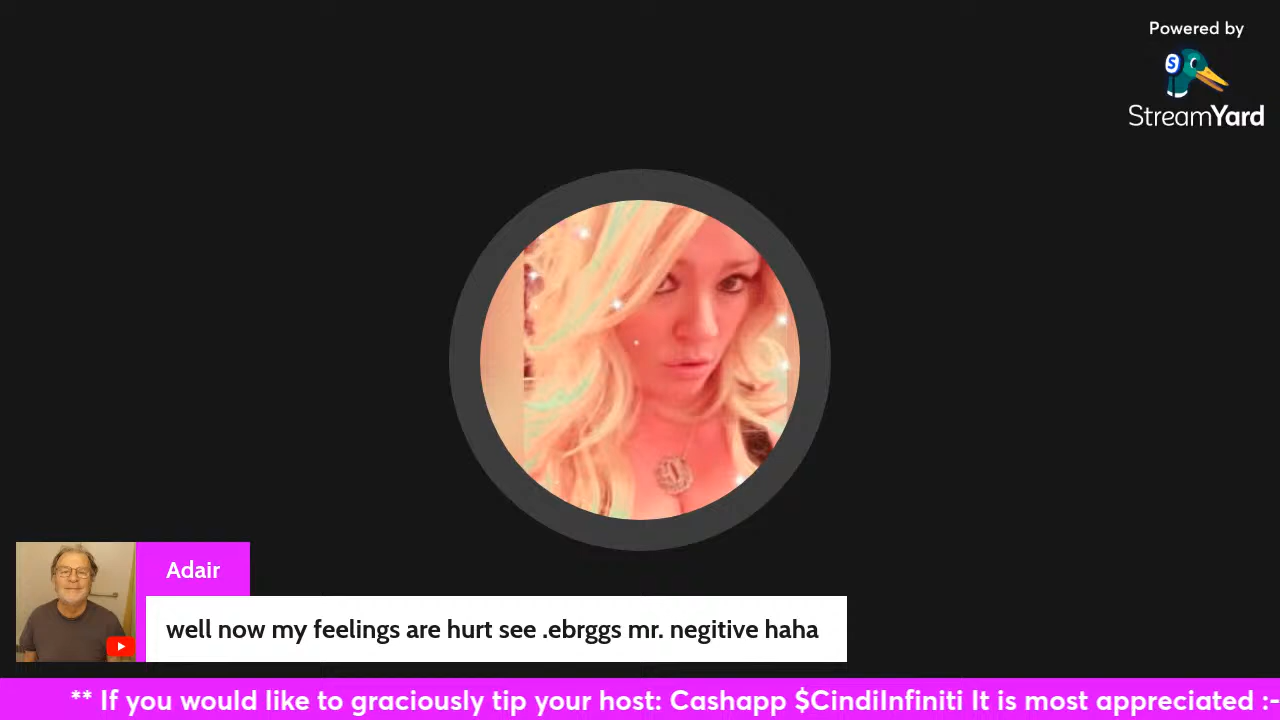 Powered by
S
StreamYard
Adair
well now my feelings are hurt see .ebrggs mr. negitive haha
** If you would like to graciously tip your host: Cashapp $CindiInfiniti It is most appreciated :-